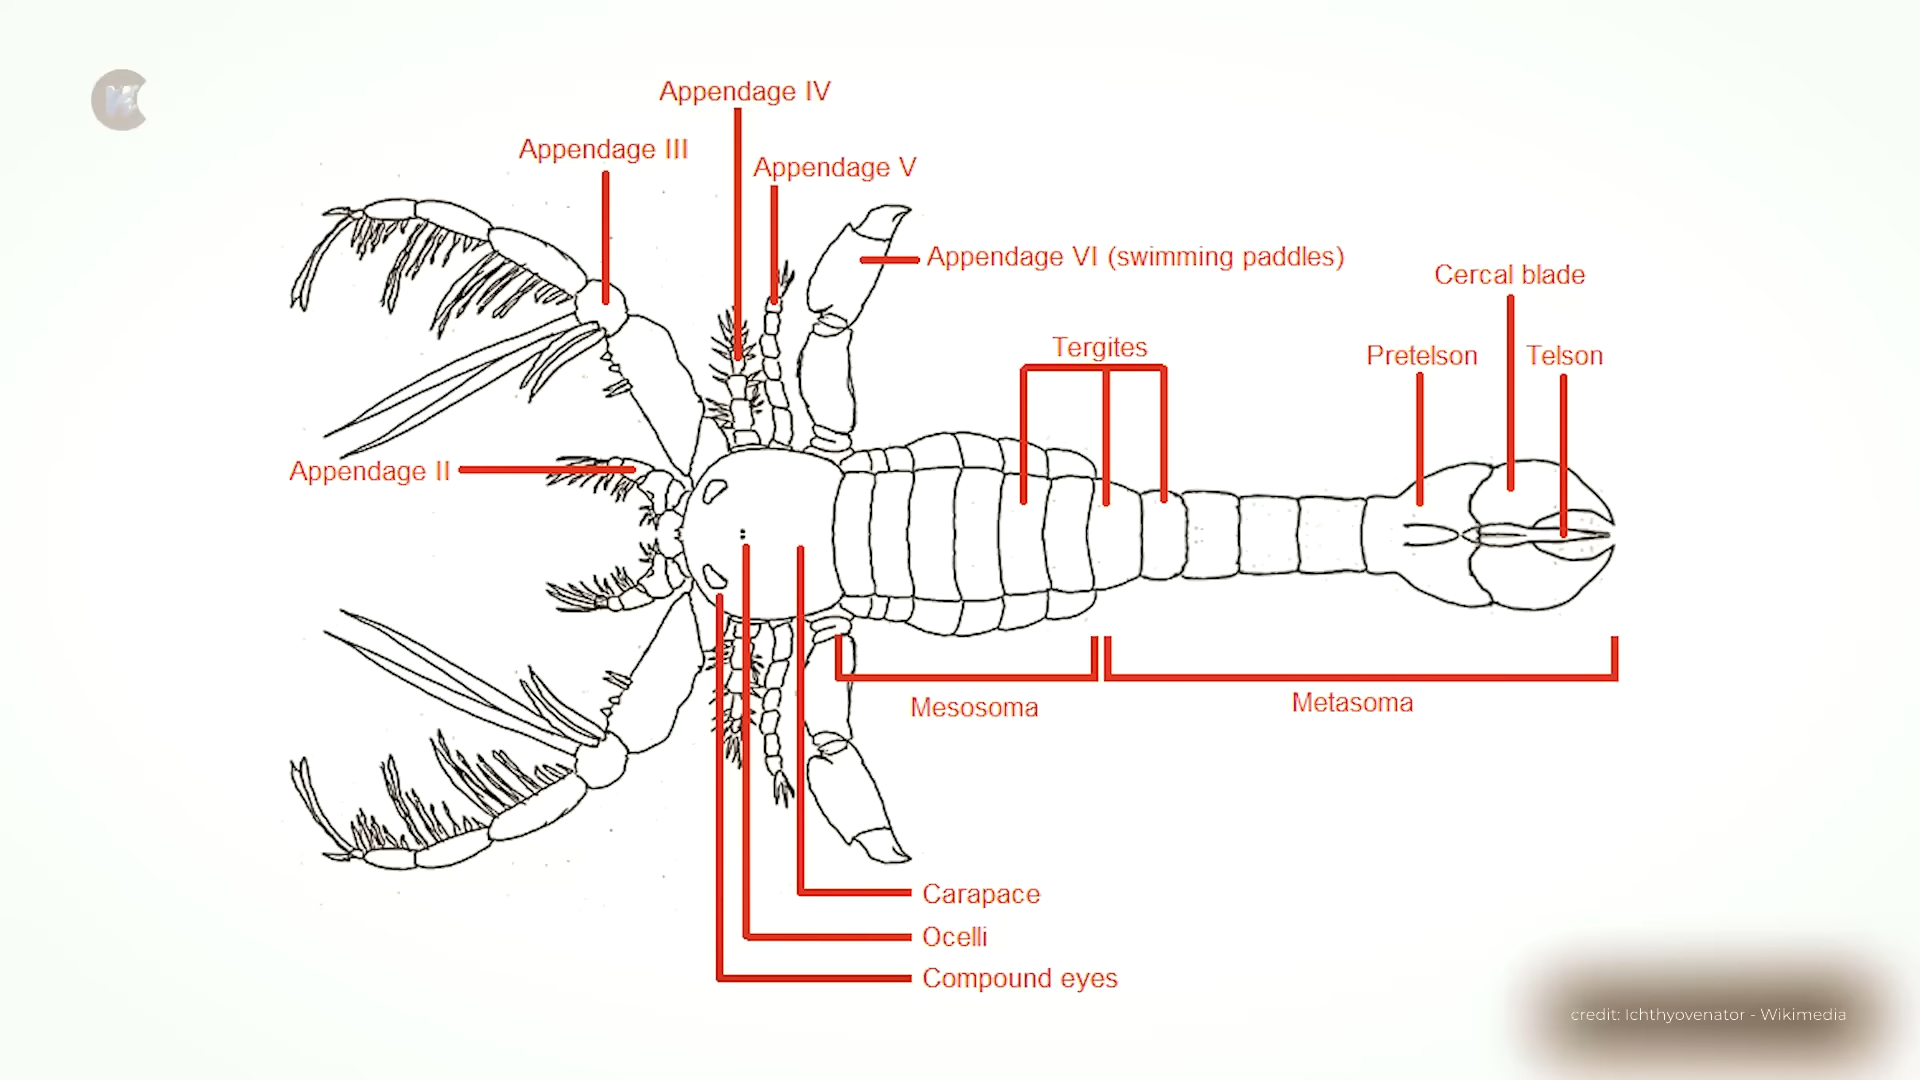 Appendage IV
Appendage III
Appendage V
Appendage VI (swimming paddles)
Cercal blade
Tergites
Pretelson
Telson
Appendage II
Mesosoma
Metasoma
Carapace
Ocelli
Compound eyes
credit: Ichthyovenator - Wikimedia